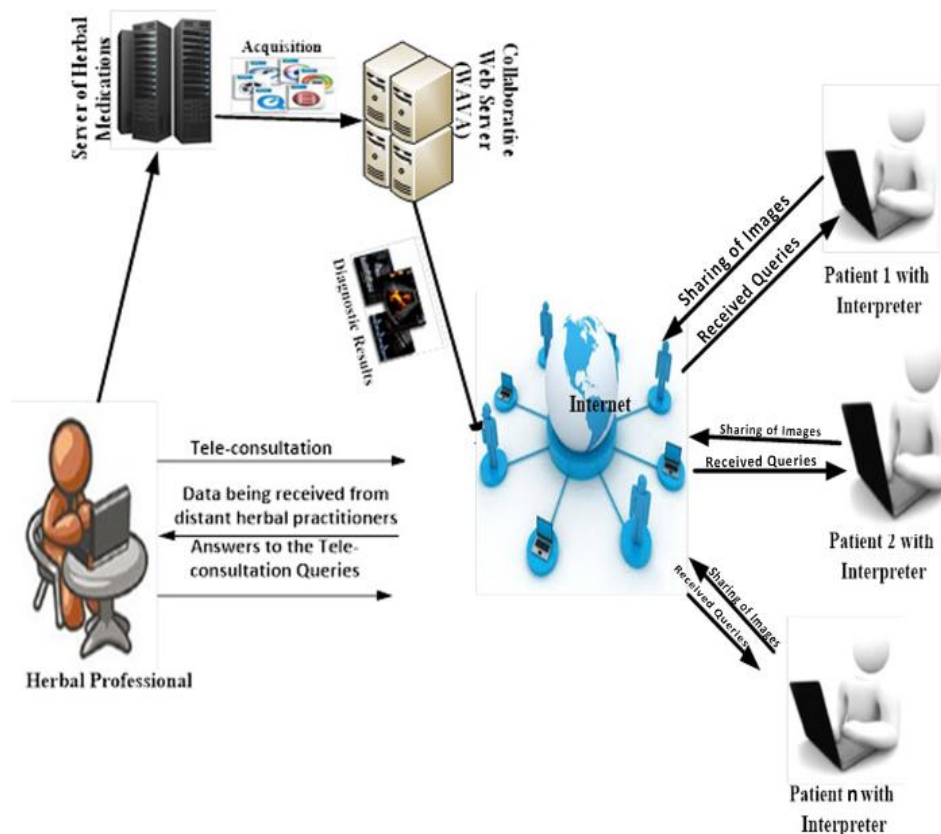 Server of Herbal
Medications
Acquisition
Collaborative
Web Server
(WAVA)
Diagnostic Results
Sharing of Images
Received Queries
Patient 1 with
Interpreter
Internet
Sharing of Images
Received Queries
Patient 2 with
Interpreter
Tele-consultation
Data being received from
distant herbal practitioners
Answers to the Tele-
consultation Queries
Herbal Professional
Sharing of Images
Received Queries
Patient n with
Interpreter